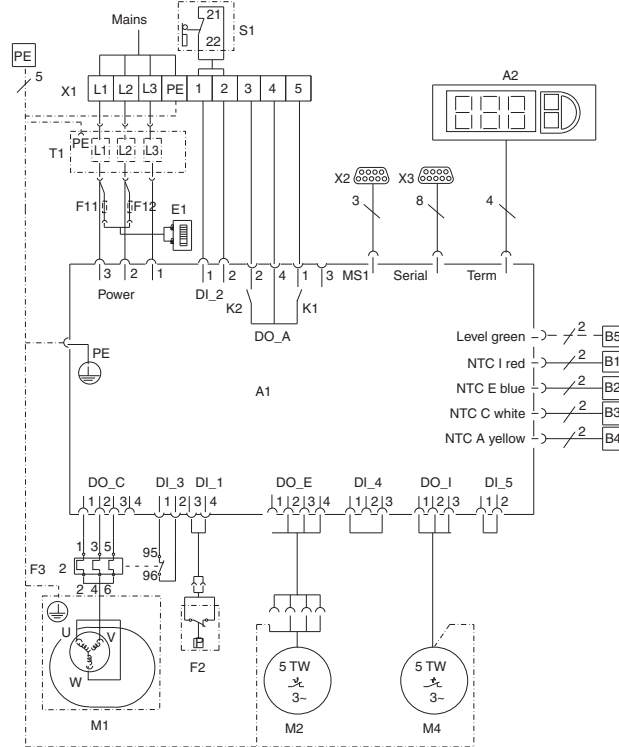 Mains
21
22
S1
PE
5
X1
L1 L2 L3 PE 1 2 3 4 5
A2
PE
T1
L1 L2 L3
X2
X3
3
8
4
F11
F12
E1
3 2 1
1 2
2 4 1 3
MS1 Serial Term
Power
DI_2
K2
K1
DO_A
PE
A1
Level green
2
B5
NTC I red
2
B1
NTC E blue
2
B2
NTC C white
2
B3
NTC A yellow
2
B4
DO_C DI_3 DI_1 DO_E DI_4 DO_I DI_5
1 2 3 4
1 2
3 4
1 2 3 4
1 2 3
1 2 3
1 2
1 3 5
95
F3
2
96
2 4 6
U
V
W
M1
P
F2
5 TW
3~
M2
5 TW
3~
M4